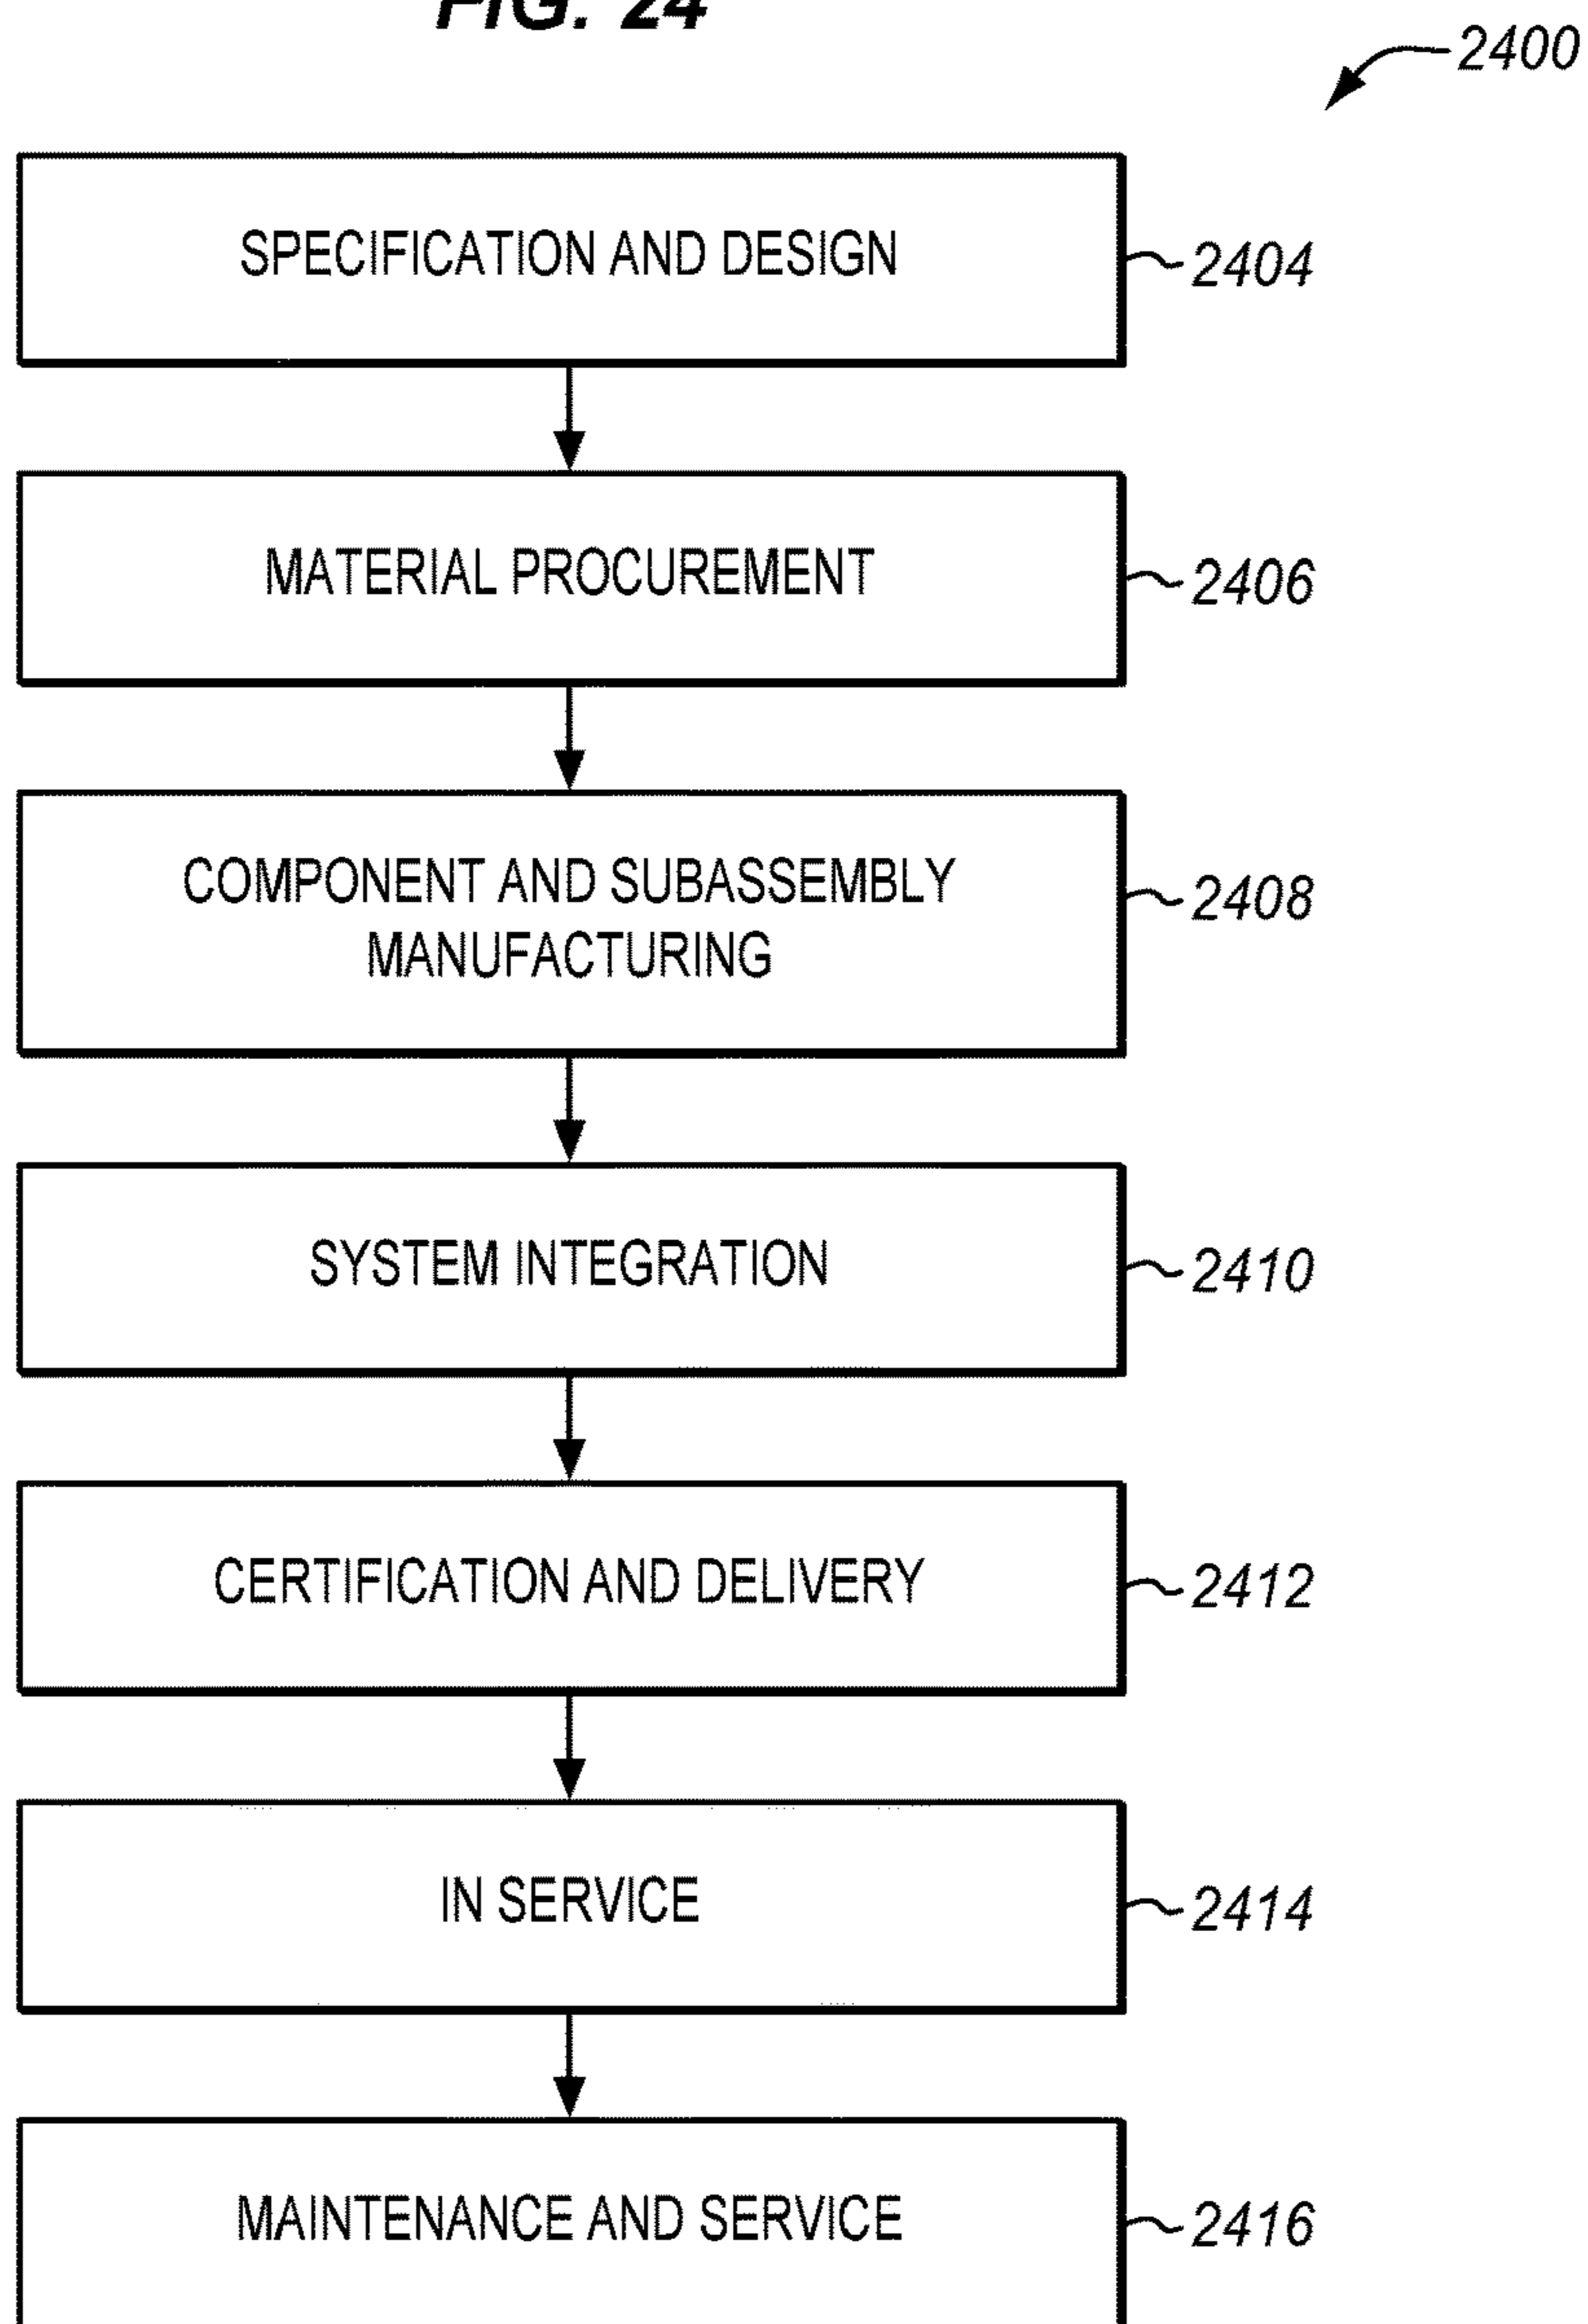 FIG. 24
2400
SPECIFICATION AND DESIGN
2404
MATERIAL PROCUREMENT
2406
COMPONENT AND SUBASSEMBLY
MANUFACTURING
2408
SYSTEM INTEGRATION
2410
CERTIFICATION AND DELIVERY
2412
IN SERVICE
2414
MAINTENANCE AND SERVICE
2416